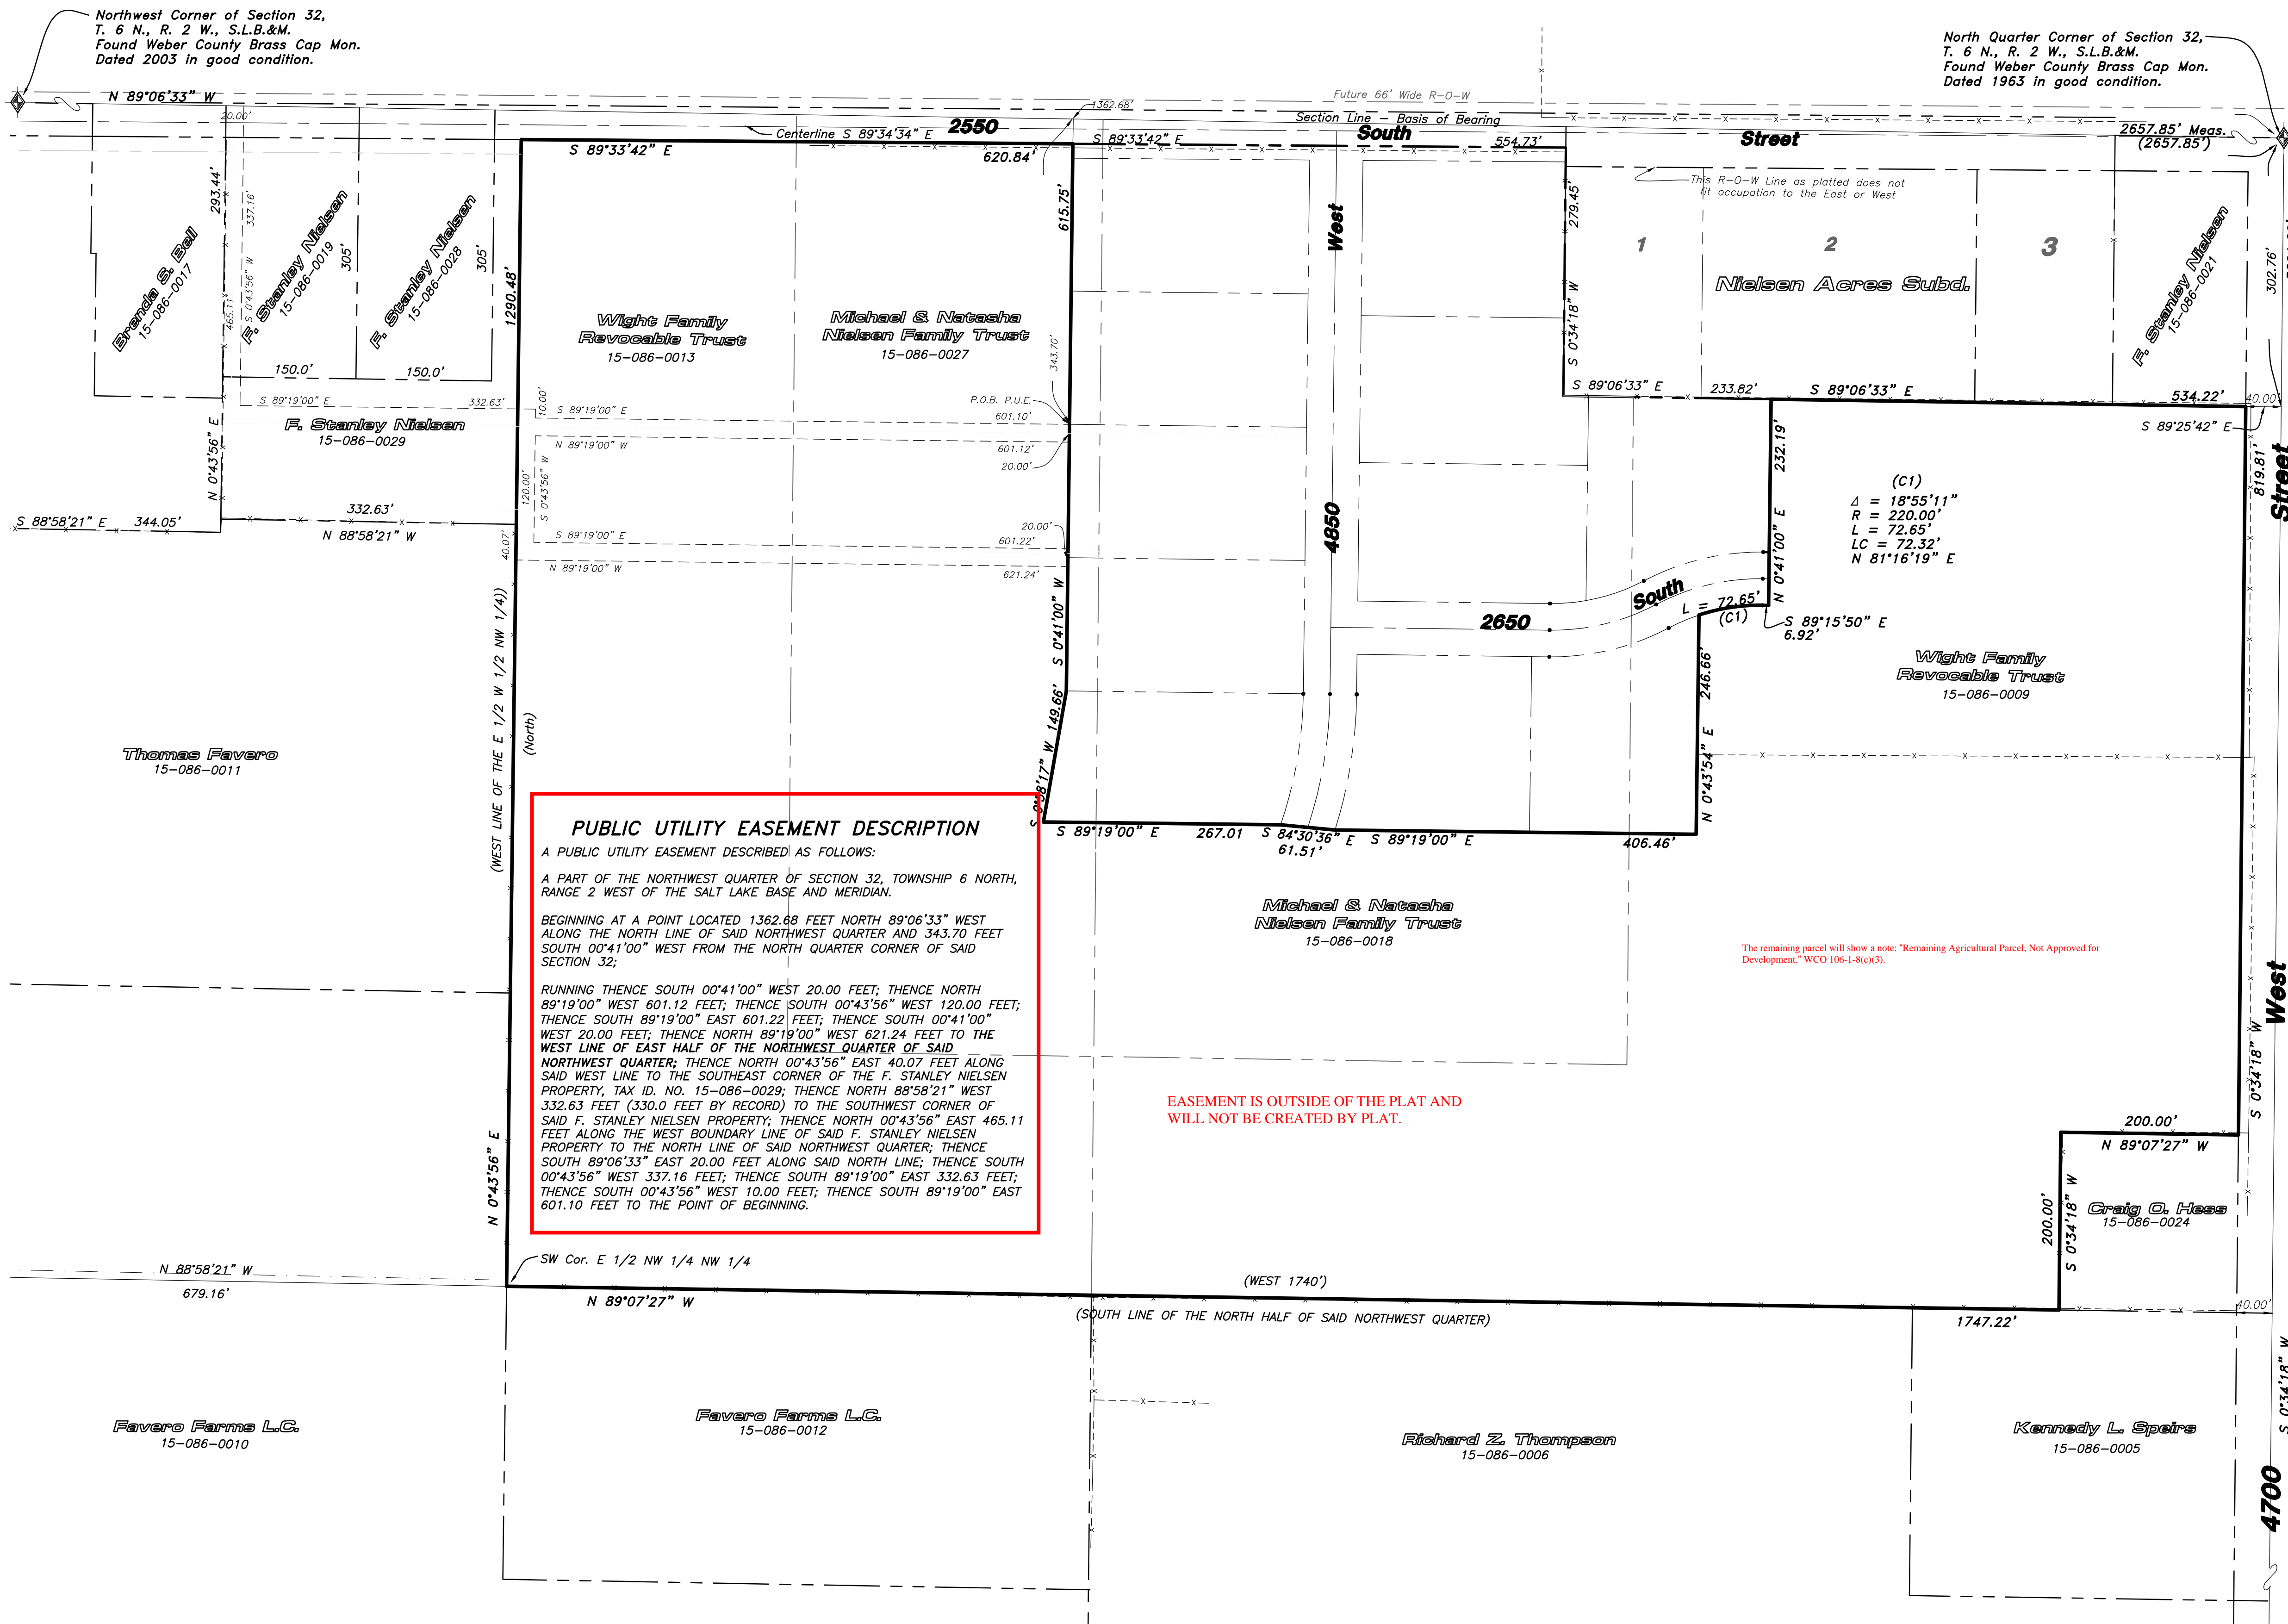 Northwest Corner of Section 32,
T. 6 N., R. 2 W., S.L.B.&M.
Found Weber County Brass Cap Mon.
Dated 2003 in good condition.
North Quarter Corner of Section 32,
T. 6 N., R. 2 W., S.L.B.&M.
Found Weber County Brass Cap Mon.
Dated 1963 in good condition.
N 89°06'33" W
20.00'
1362.68'
Future 66' Wide R-O-W
Section Line - Basis of Bearing
Centerline S 89°34'34" E
2550
South
Street
2657.85' Meas.
(2657.85')
S 89°33'42" E
620.84'
S 89°33'42" E
554.73'
This R-O-W Line as platted does not
fit occupation to the East or West
293.44'
337.16'
S 0°43'56" W
465.11'
Brenda S. Bell
15-086-0017
F. Stanley Nielsen
15-086-0019
305'
F. Stanley Nielsen
15-086-0028
305'
1290.48'
Wight Family
Revocable Trust
15-086-0013
Michael & Natasha
Nielsen Family Trust
15-086-0027
615.75'
343.70'
West
279.45'
S 0°34'18" W
1
2
3
Nielsen Acres Subd.
F. Stanley Nielsen
15-086-0021
302.76'
150.0'
150.0'
S 89°19'00" E
332.63'
10.00'
S 89°19'00" E
P.O.B. P.U.E.
601.10'
S 89°06'33" E
233.82'
S 89°06'33" E
534.22'
40.00'
S 89°25'42" E
F. Stanley Nielsen
15-086-0029
N 89°19'00" W
601.12'
20.00'
N 0°43'56" E
120.00'
S 0°43'56" W
232.19'
N 0°41'00" E
(C1)
Δ = 18°55'11"
R = 220.00'
L = 72.65'
LC = 72.32'
N 81°16'19" E
819.81'
Street
S 88°58'21" E
344.05'
332.63'
N 88°58'21" W
40.07'
S 89°19'00" E
20.00'
601.22'
N 89°19'00" W
621.24'
4850
S 0°41'00" W
2650
South
L = 72.65'
(C1)
S 89°15'50" E
6.92'
246.66'
N 0°43'54" E
Wight Family
Revocable Trust
15-086-0009
(WEST LINE OF THE E 1/2 W 1/2 NW 1/4))
(North)
149.66'
Thomas Favero
15-086-0011
S 89°19'00" E
267.01
S 84°30'36" E
61.51'
S 89°19'00" E
406.46'
PUBLIC UTILITY EASEMENT DESCRIPTION
A PUBLIC UTILITY EASEMENT DESCRIBED AS FOLLOWS:
A PART OF THE NORTHWEST QUARTER OF SECTION 32, TOWNSHIP 6 NORTH,
RANGE 2 WEST OF THE SALT LAKE BASE AND MERIDIAN.
BEGINNING AT A POINT LOCATED 1362.68 FEET NORTH 89°06'33" WEST
ALONG THE NORTH LINE OF SAID NORTHWEST QUARTER AND 343.70 FEET
SOUTH 00°41'00" WEST FROM THE NORTH QUARTER CORNER OF SAID
SECTION 32;
RUNNING THENCE SOUTH 00°41'00" WEST 20.00 FEET; THENCE NORTH
89°19'00" WEST 601.12 FEET; THENCE SOUTH 00°43'56" WEST 120.00 FEET;
THENCE SOUTH 89°19'00" EAST 601.22 FEET; THENCE SOUTH 00°41'00"
WEST 20.00 FEET; THENCE NORTH 89°19'00" WEST 621.24 FEET TO THE
WEST LINE OF EAST HALF OF THE NORTHWEST QUARTER OF SAID
NORTHWEST QUARTER; THENCE NORTH 00°43'56" EAST 40.07 FEET ALONG
SAID WEST LINE TO THE SOUTHEAST CORNER OF THE F. STANLEY NIELSEN
PROPERTY, TAX ID. NO. 15-086-0029; THENCE NORTH 88°58'21" WEST
332.63 FEET (330.0 FEET BY RECORD) TO THE SOUTHWEST CORNER OF
SAID F. STANLEY NIELSEN PROPERTY; THENCE NORTH 00°43'56" EAST 465.11
FEET ALONG THE WEST BOUNDARY LINE OF SAID F. STANLEY NIELSEN
PROPERTY TO THE NORTH LINE OF SAID NORTHWEST QUARTER; THENCE
SOUTH 89°06'33" EAST 20.00 FEET ALONG SAID NORTH LINE; THENCE SOUTH
00°43'56" WEST 337.16 FEET; THENCE SOUTH 89°19'00" EAST 332.63 FEET;
THENCE SOUTH 00°43'56" WEST 10.00 FEET; THENCE SOUTH 89°19'00" EAST
601.10 FEET TO THE POINT OF BEGINNING.
Michael & Natasha
Nielsen Family Trust
15-086-0018
The remaining parcel will show a note: "Remaining Agricultural Parcel, Not Approved for
Development." WCO 106-1-8(c)(3).
West
EASEMENT IS OUTSIDE OF THE PLAT AND
WILL NOT BE CREATED BY PLAT.
S 0°34'18" W
200.00'
N 89°07'27" W
N 0°43'56" E
200.00'
S 0°34'18" W
Craig O. Hess
15-086-0024
SW Cor. E 1/2 NW 1/4 NW 1/4
N 88°58'21" W
679.16'
N 89°07'27" W
(WEST 1740')
(SOUTH LINE OF THE NORTH HALF OF SAID NORTHWEST QUARTER)
1747.22'
40.00'
S 0°34'18" W
Favero Farms L.C.
15-086-0010
Favero Farms L.C.
15-086-0012
Richard Z. Thompson
15-086-0006
Kennedy L. Speirs
15-086-0005
4700